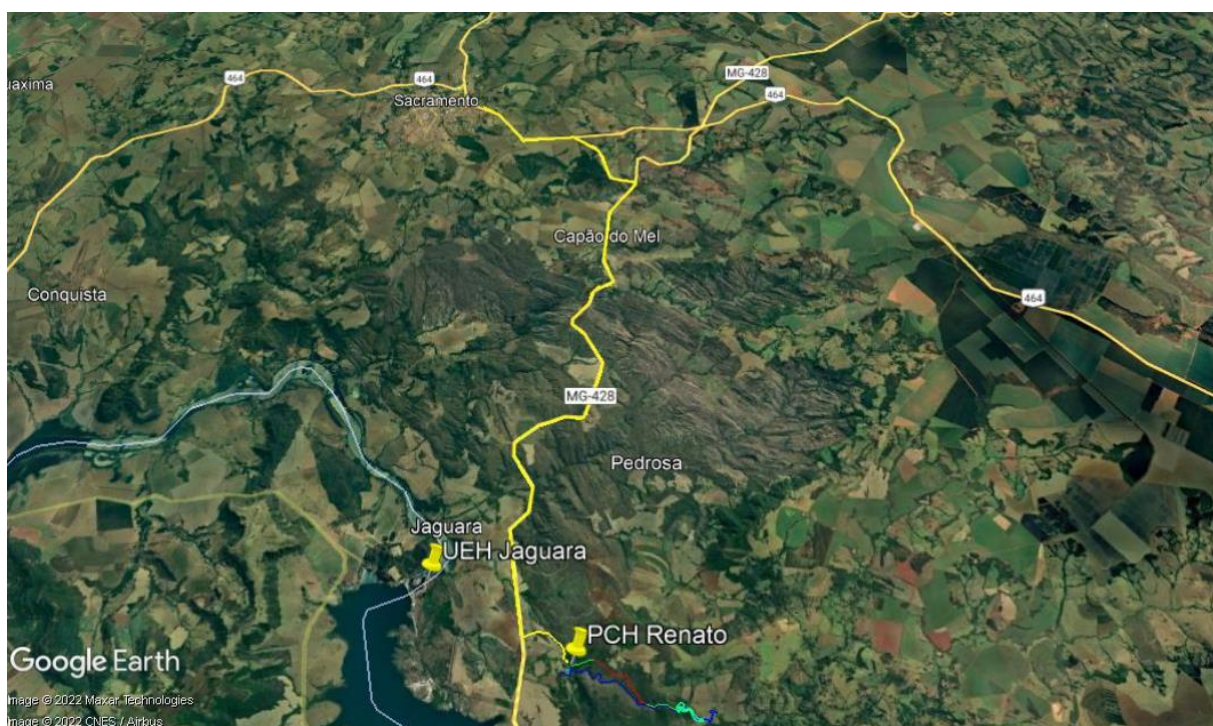 MG-428
464
464
464
uaxima
Sacramento
Capão do Mel
Conquista
464
MG-428
Pedrosa
Jaguara
UEH Jaguara
PCH Renato
Google Earth
Image © 2022 Maxar Technologies
Image © 2022 CNES / Airbus